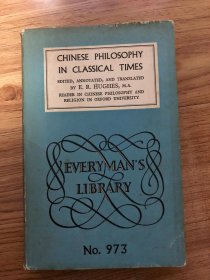 CHINESE PHILOSOPHY
IN CLASSICAL TIMES
EDITED, ANNOTATED, AND TRANSLATED
BY E. R. HUGHES, M.A.
READER IN CHINESE PHILOSOPHY AND
RELIGION IN OXFORD UNIVERSITY
EVERYMAN'S
LIBRARY
No. 973